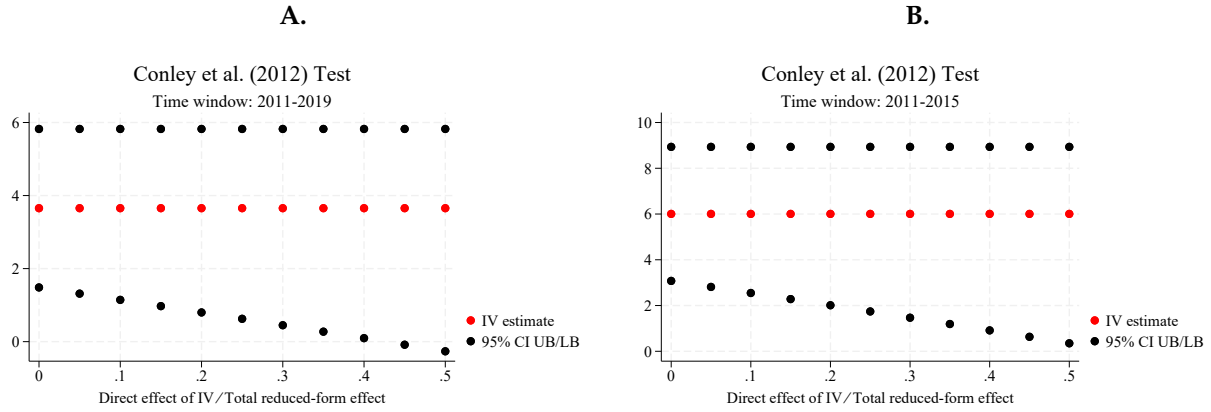 A.
Conley et al. (2012) Test
Time window: 2011-2019
6
4
2
0
0
.1
.2
.3
.4
.5
Direct effect of IV/Total reduced-form effect
IV estimate
95% CI UB/LB
B.
Conley et al. (2012) Test
Time window: 2011-2015
10
8
6
4
2
0
0
.1
.2
.3
.4
.5
Direct effect of IV/Total reduced-form effect
IV estimate
95% CI UB/LB